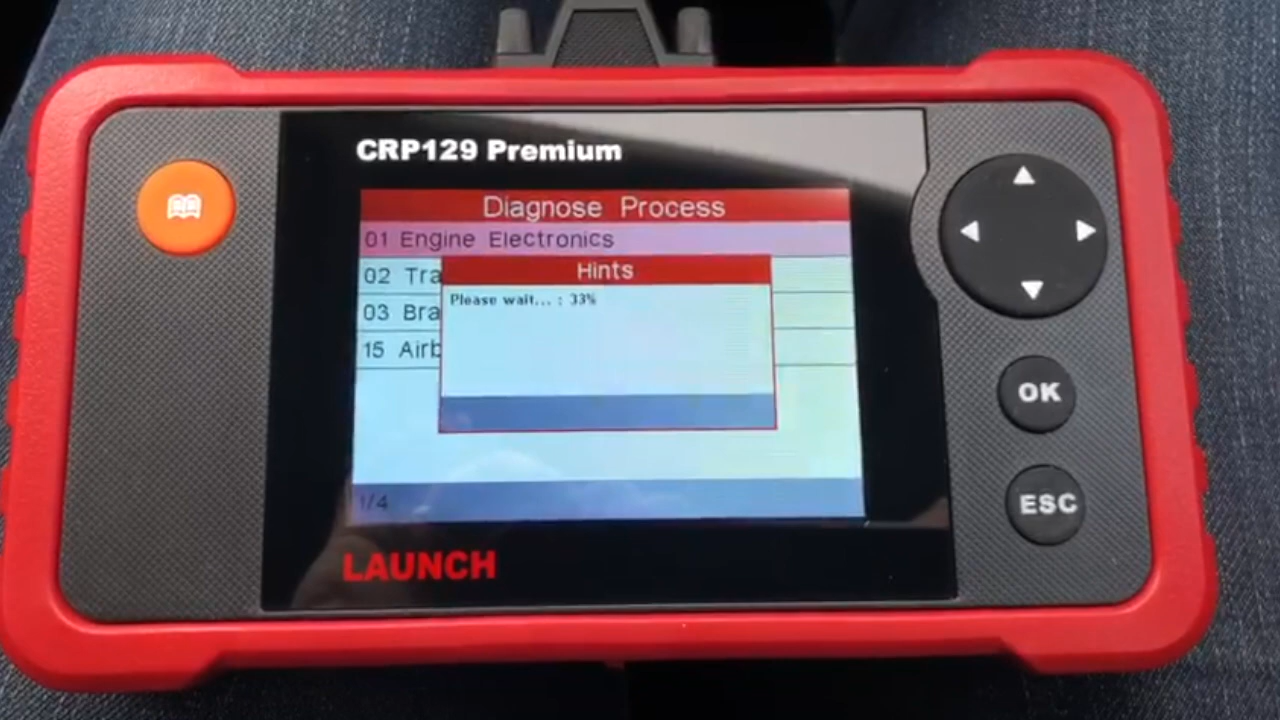 CRP129 Premium
Diagnose Process
01 Engine Electronics
02 Tra
Hints
Please wait... : 33%
03 Bra
15 Airb
1/4
LAUNCH
OK
ESC